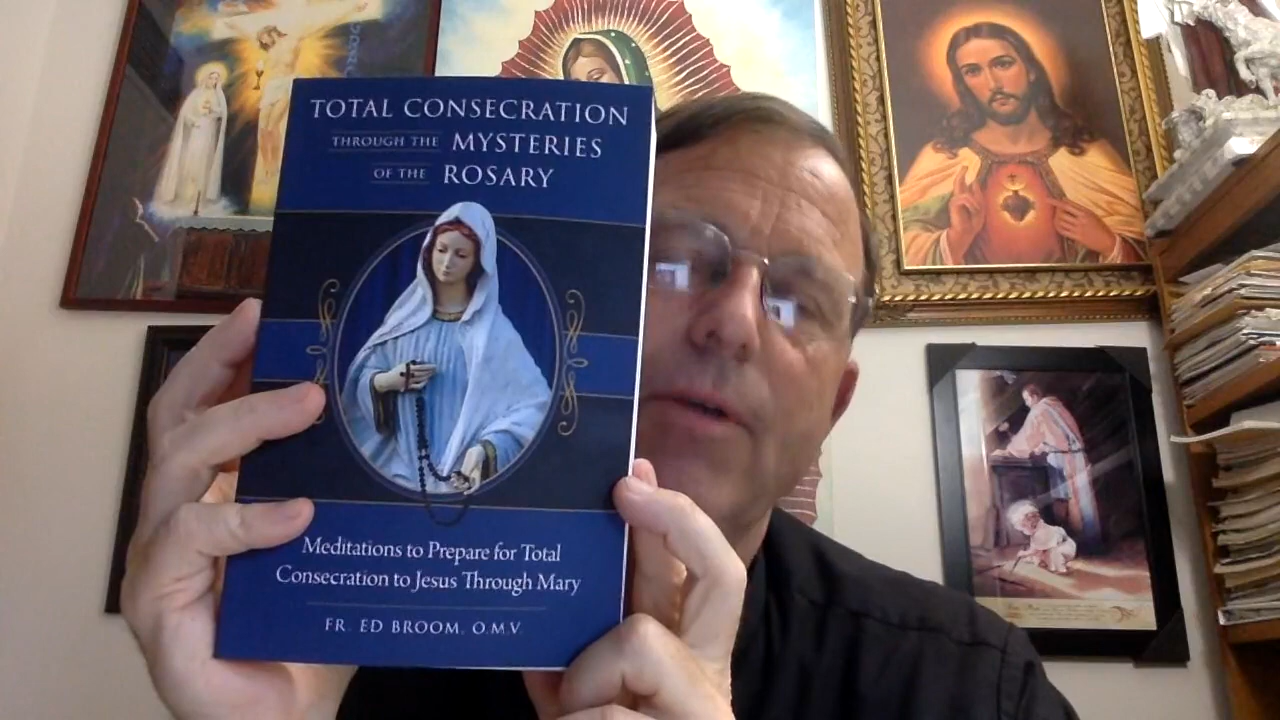 TOTAL CONSECRATION
THROUGH THE MYSTERIES
OF THE ROSARY
Meditations to Prepare for Total
Consecration to Jesus Through Mary
FR. ED BROOM, O.M.V.